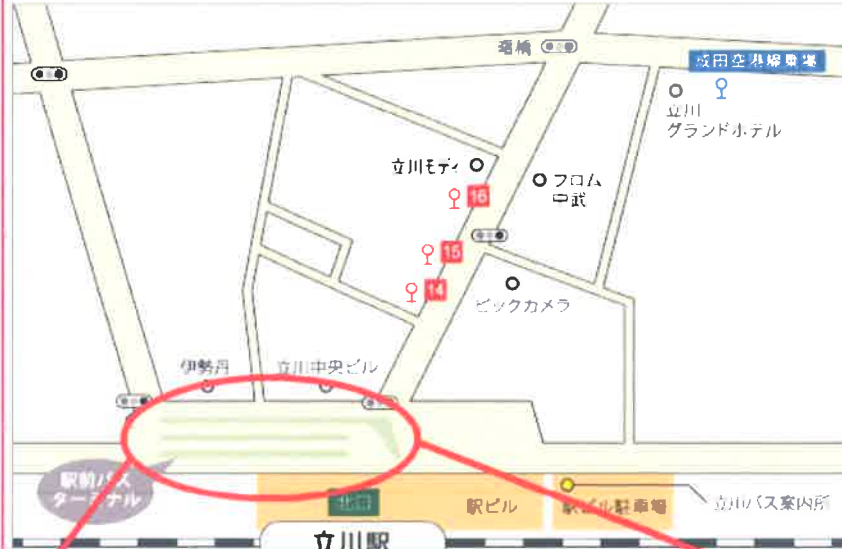 曙橋
成田空港線乗場
立川
グランドホテル
立川モディ
フロム
中武
16
15
14
ビックカメラ
伊勢丹
立川中央ビル
駅前バス
ターミナル
北口
駅ビル
駅ビル駐車場
立川バス案内所
立川駅